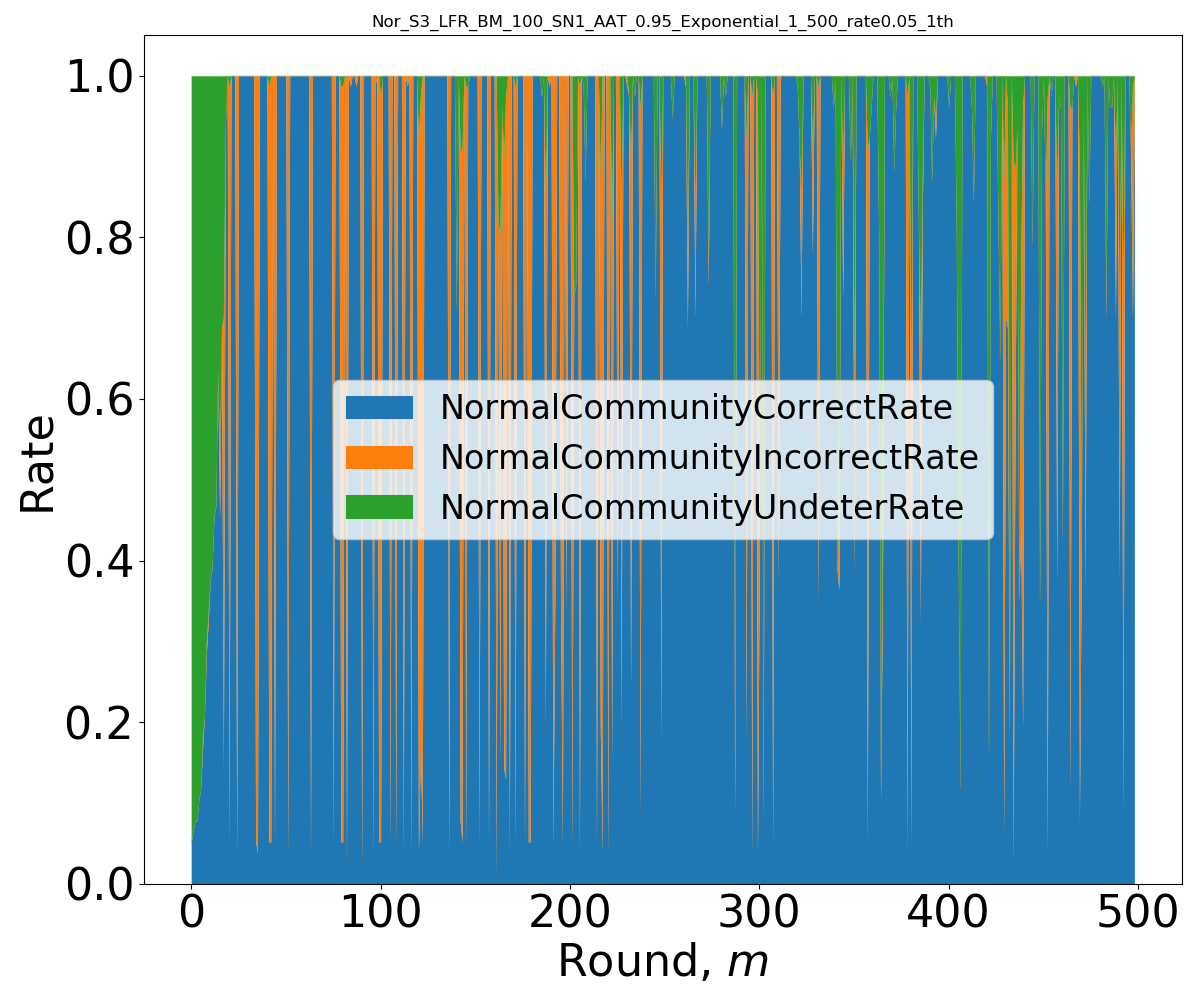 Nor_S3_LFR_BM_100_SN1_AAT_0.95_Exponential_1_500_rate0.05_1th
1.0
0.8
0.6
0.4
0.2
0.0
Rate
NormalCommunityCorrectRate
NormalCommunityIncorrectRate
NormalCommunityUndeterRate
0 100 200 300 400 500
Round, m